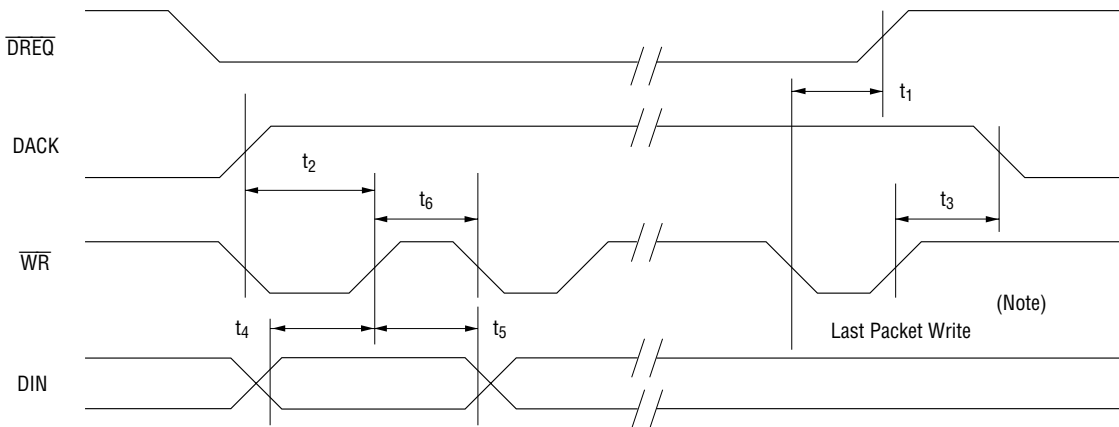 DREQ
t1
DACK
t2
t6
t3
WR
(Note)
t4
t5
Last Packet Write
DIN